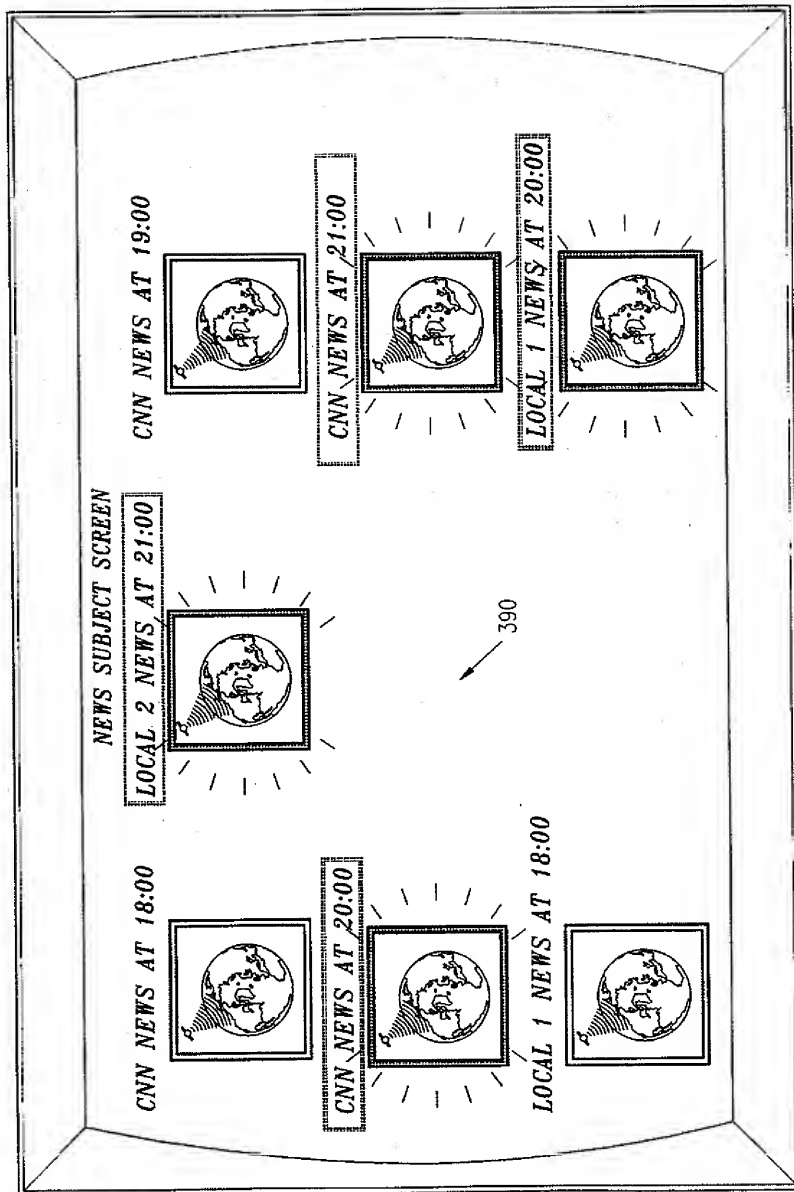 NEWS SUBJECT SCREEN
CNN NEWS AT 18:00
LOCAL 2 NEWS AT 21:00
CNN NEWS AT 19:00
CNN NEWS AT 20:00
CNN NEWS AT 21:00
390
LOCAL 1 NEWS AT 18:00
LOCAL 1 NEWS AT 20:00